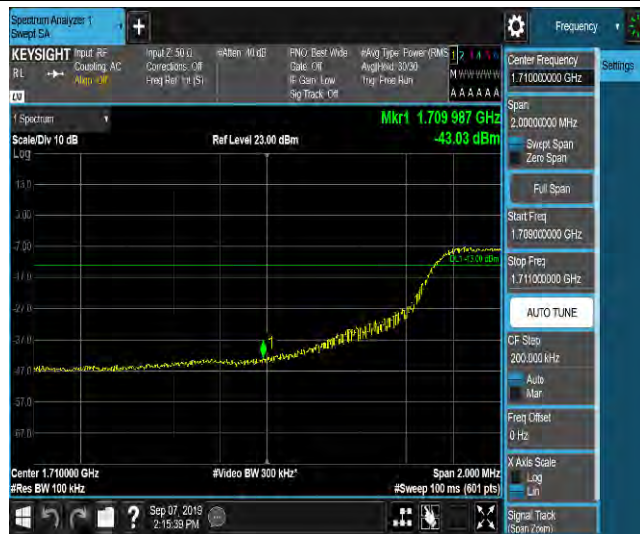 Spectrum Analyzer 1
Swept SA
Frequency
KEYSIGHT
RL
Input: RF
Coupling: AC
Align: Off
Input Z: 50 Ω
Corrections: Off
Freq Ref: Int (S)
#Atten: 40 dB
PNO: Best Wide
Gate: Off
IF Gain: Low
Sig Track: Off
#Avg Type: Power (RMS
Avg|Hold: 30/30
Trig: Free Run
1 2 3 4 5 6
M W W W W W
A A A A A A
1 Spectrum
Scale/Div 10 dB
Log
Ref Level 23.00 dBm
Mkr1 1.709 987 GHz
-43.03 dBm
13.0
3.00
-7.00
-17.0
-27.0
-37.0
-47.0
-57.0
-67.0
DL1 -13.00 dBm
1
Center 1.710000 GHz
#Res BW 100 kHz
#Video BW 300 kHz*
Span 2.000 MHz
#Sweep 100 ms (601 pts)
Sep 07, 2019
2:15:39 PM
Center Frequency
1.710000000 GHz
Settings
Span
2.00000000 MHz
Swept Span
Zero Span
Full Span
Start Freq
1.709000000 GHz
Stop Freq
1.711000000 GHz
AUTO TUNE
CF Step
200.000 kHz
Auto
Man
Freq Offset
0 Hz
X Axis Scale
Log
Lin
Signal Track
(Span Zoom)